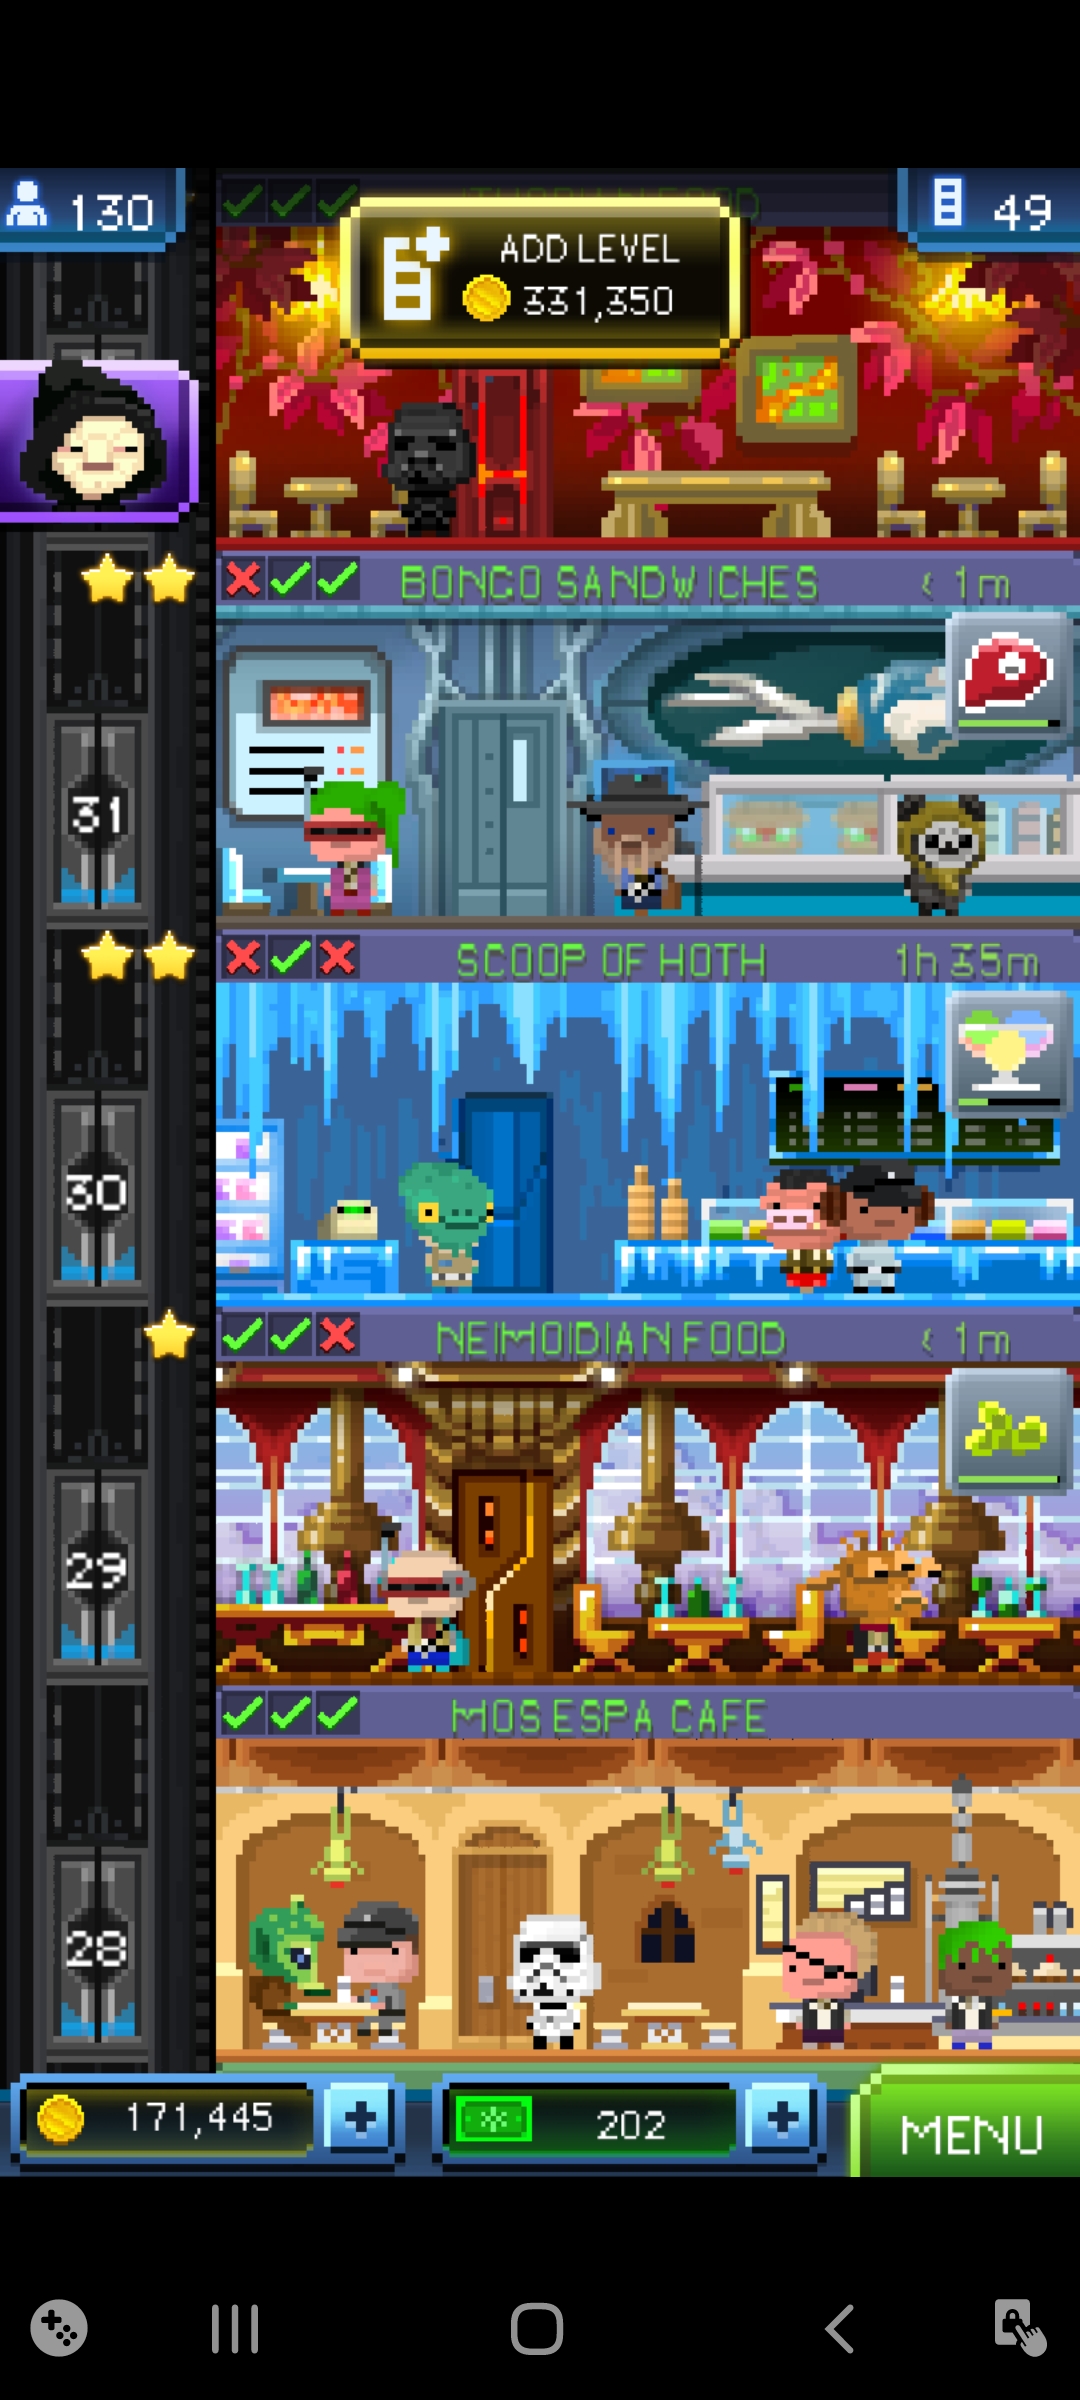 130
49
ADD LEVEL
331,350
BONGO SANDWICHES < 1m
31
SCOOP OF HOTH 1h 35m
30
NEIMOIDIAN FOOD < 1m
29
MOS ESPA CAFE
28
171,445
202
MENU